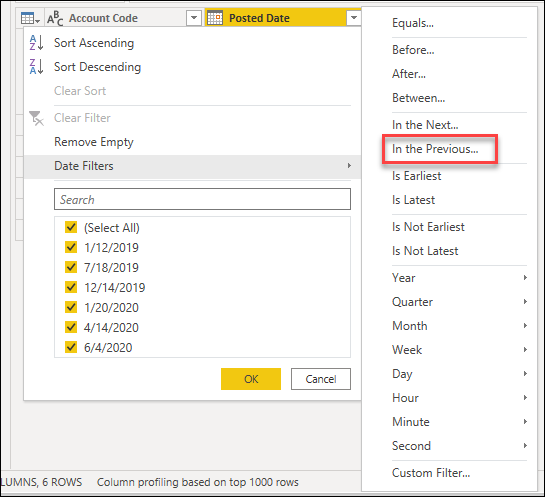 ABC Account Code
Posted Date
Sort Ascending
Sort Descending
Clear Sort
Clear Filter
Remove Empty
Date Filters
Search
(Select All)
1/12/2019
7/18/2019
12/14/2019
1/20/2020
4/14/2020
6/4/2020
OK
Cancel
Equals...
Before...
After...
Between...
In the Next...
In the Previous...
Is Earliest
Is Latest
Is Not Earliest
Is Not Latest
Year
Quarter
Month
Week
Day
Hour
Minute
Second
Custom Filter...
LUMNS, 6 ROWS
Column profiling based on top 1000 rows